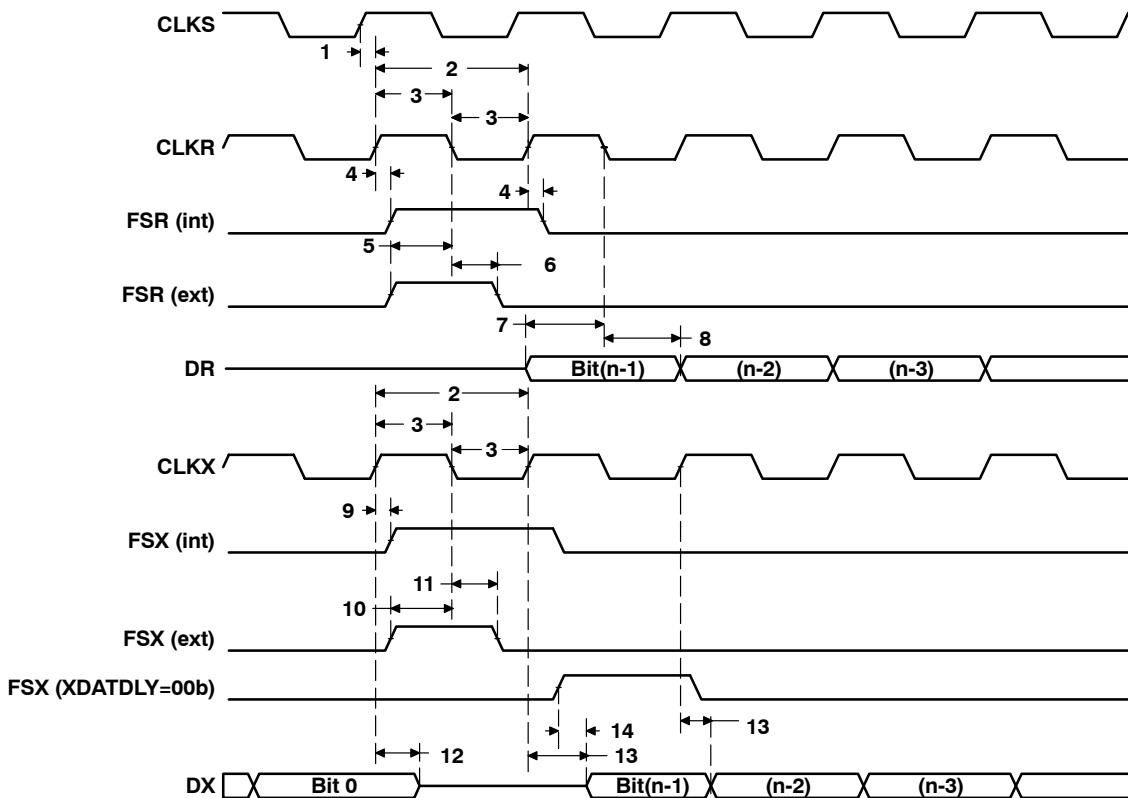 CLKS
1
2
3
3
CLKR
4
4
FSR (int)
5
6
FSR (ext)
7
8
DR
Bit(n-1)
(n-2)
(n-3)
2
3
3
CLKX
9
FSX (int)
11
10
FSX (ext)
FSX (XDATDLY=00b)
14
13
12
13
DX
Bit 0
Bit(n-1)
(n-2)
(n-3)